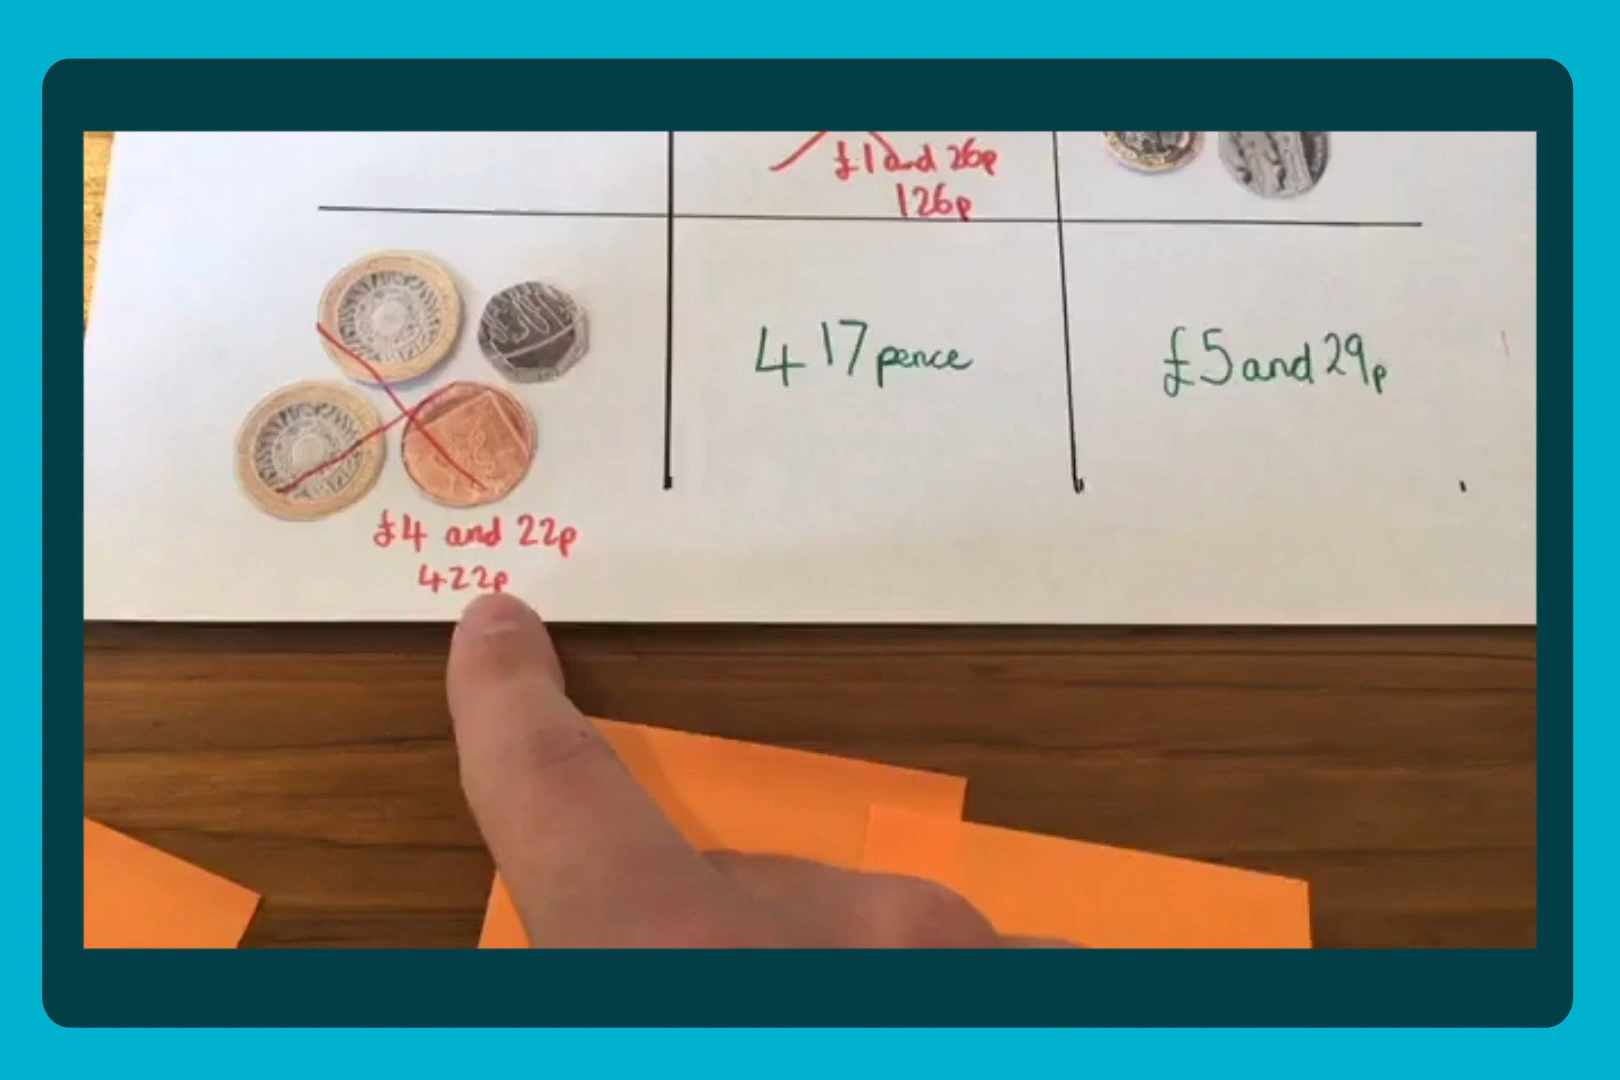 £1 and 26p
126p
417 pence
£5 and 29p
£4 and 22p
422p